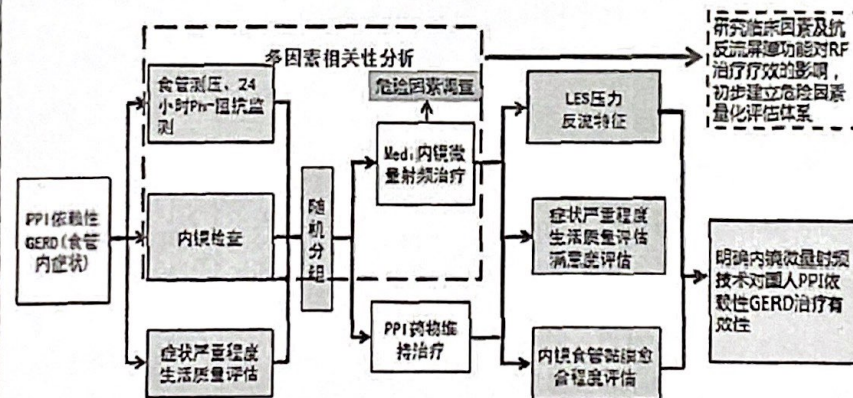 多因素相关性分析
研究临床因素及抗
反流屏障功能对RF
治疗疗效的影响，
初步建立危险因素
量化评估体系
食管测压、24
小时Ph-阻抗监
测
危险因素调查
LES压力
反流特征
Medi内镜微
量射频治疗
PPI依赖性
GERD(食管
内症状)
内镜检查
随机分组
症状严重程度
生活质量评估
满意度评估
明确内镜微量射频
技术对国人PPI依
赖性GERD治疗有
效性
PPI药物维
持治疗
症状严重程度
生活质量评估
内镜食管黏膜愈
合程度评估